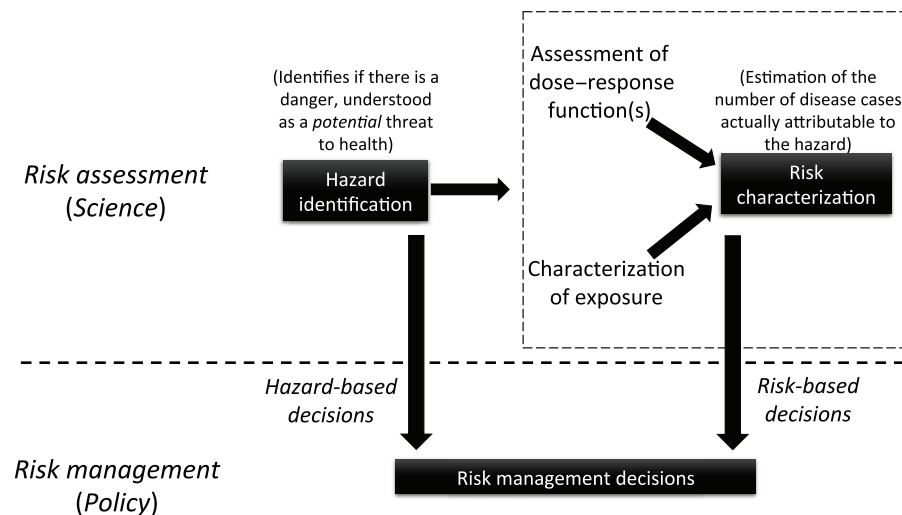 Assessment of
dose–response
function(s)
(Identifies if there is a
danger, understood
as a potential threat
to health)
(Estimation of the
number of disease cases
actually attributable to
the hazard)
Risk assessment
(Science)
Hazard
identification
Risk
characterization
Characterization
of exposure
Hazard-based
decisions
Risk-based
decisions
Risk management
(Policy)
Risk management decisions